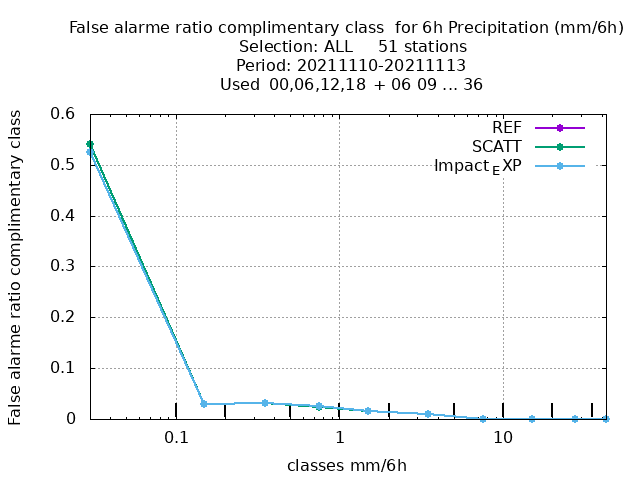 False alarme ratio complimentary class  for 6h Precipitation (mm/6h)
Selection: ALL     51 stations
Period: 20211110-20211113
Used  00,06,12,18  + 06 09 ... 36
False alarme ratio complimentary class
0.6
0.5
0.4
0.3
0.2
0.1
0
REF
SCATT
Impact_EXP
0.1
1
10
classes mm/6h